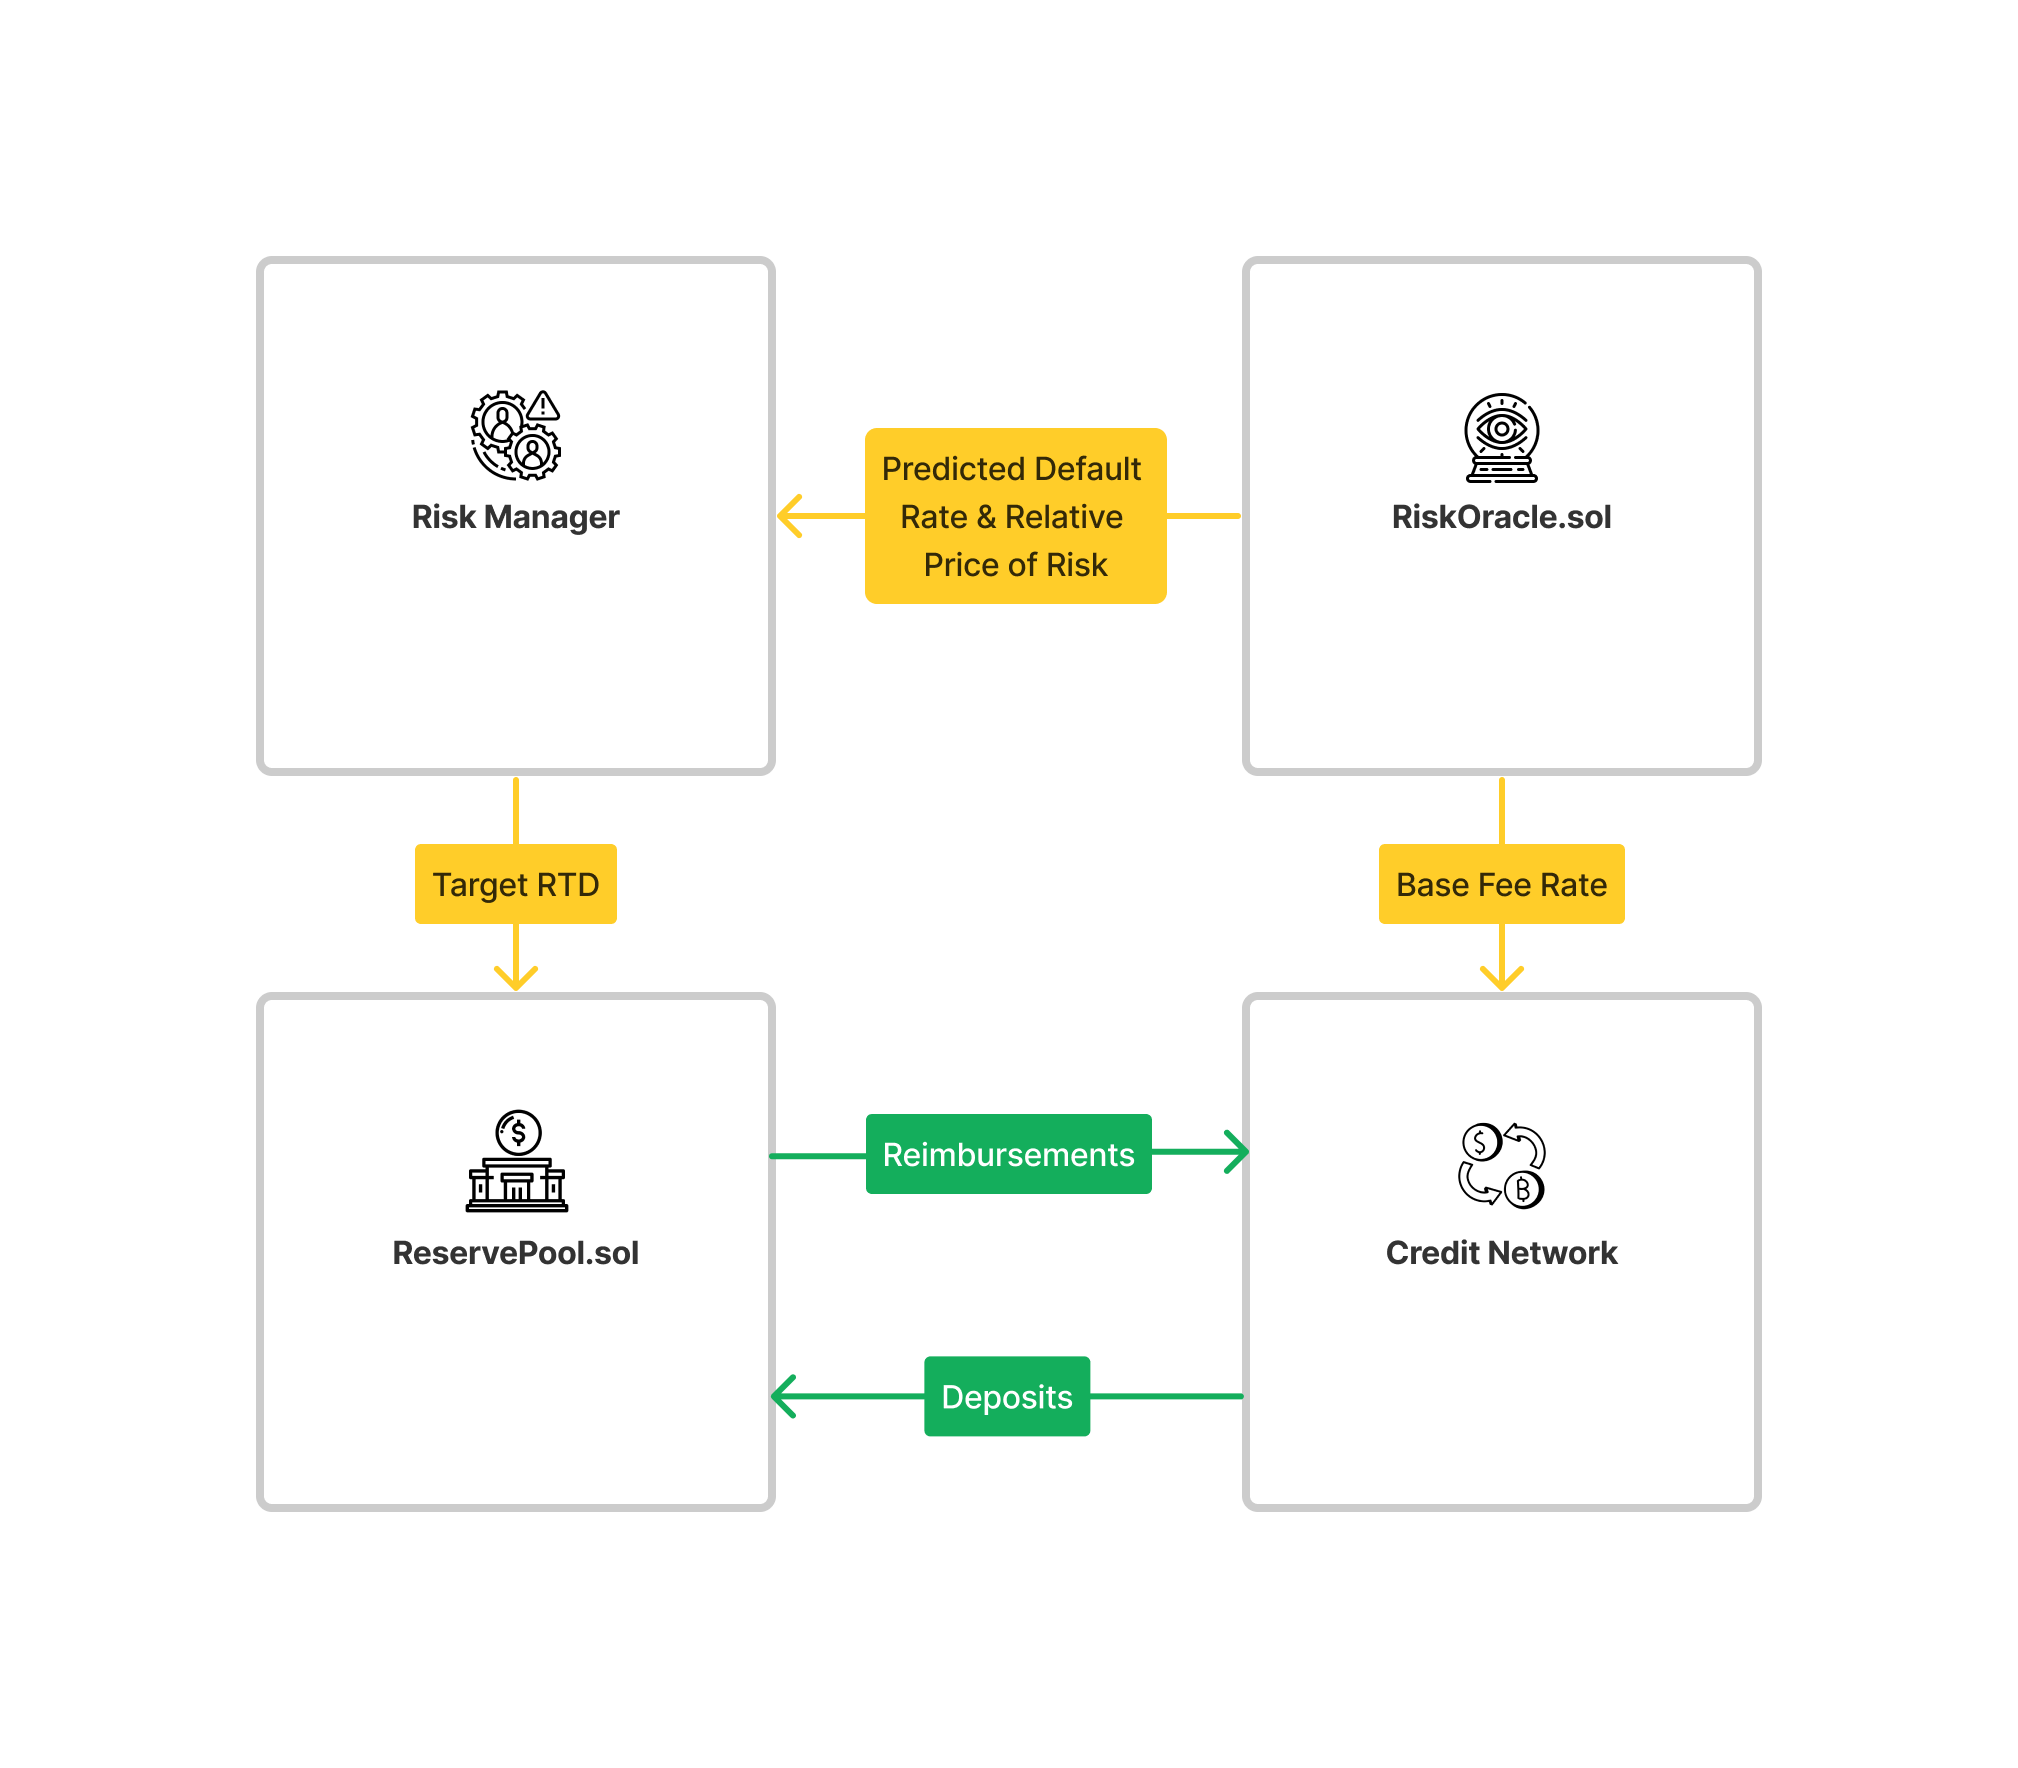 Risk Manager
Predicted Default
Rate & Relative
Price of Risk
RiskOracle.sol
Target RTD
Base Fee Rate
ReservePool.sol
Reimbursements
Credit Network
Deposits